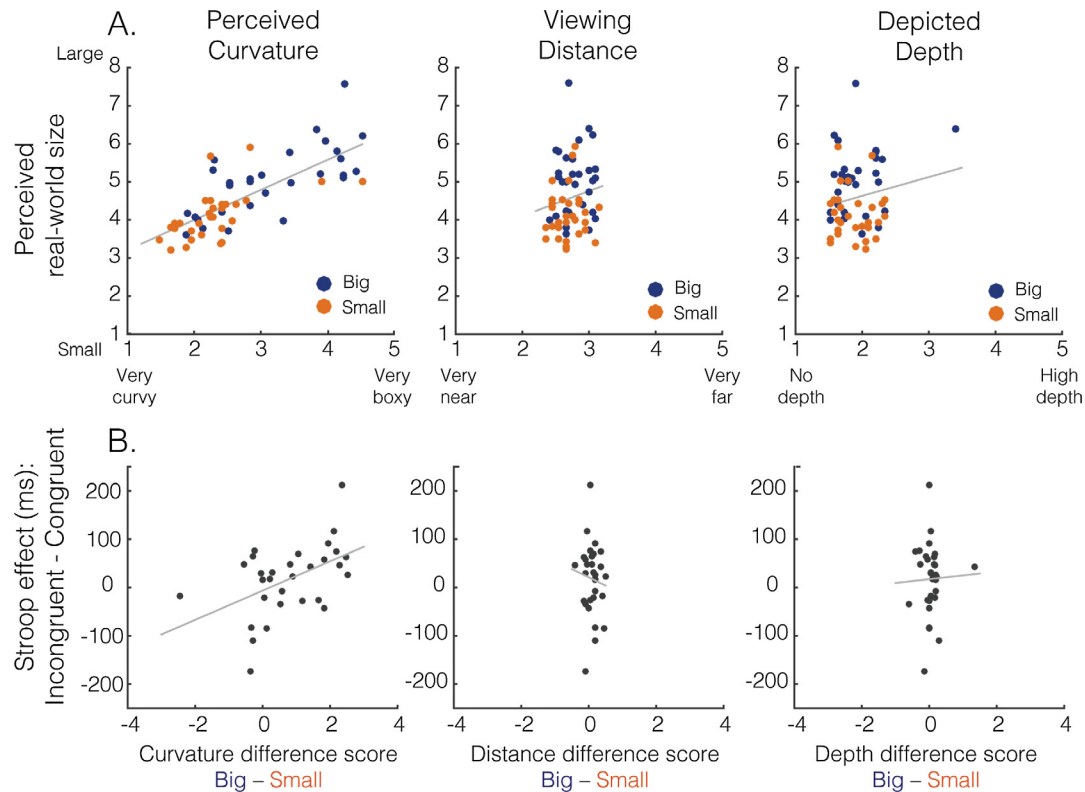 A.
Perceived
Curvature
Viewing
Distance
Depicted
Depth
Large
Perceived
real-world size
8
7
6
5
4
3
2
1
Big
Small
Small
1 2 3 4 5
Very
curvy
Very
boxy
8
7
6
5
4
3
2
1
Big
Small
1 2 3 4 5
Very
near
Very
far
8
7
6
5
4
3
2
1
Big
Small
1 2 3 4 5
No
depth
High
depth
B.
Stroop effect (ms):
Incongruent - Congruent
200
100
0
-100
-200
-4 -2 0 2 4
Curvature difference score
Big – Small
200
100
0
-100
-200
-4 -2 0 2 4
Distance difference score
Big – Small
200
100
0
-100
-200
-4 -2 0 2 4
Depth difference score
Big – Small